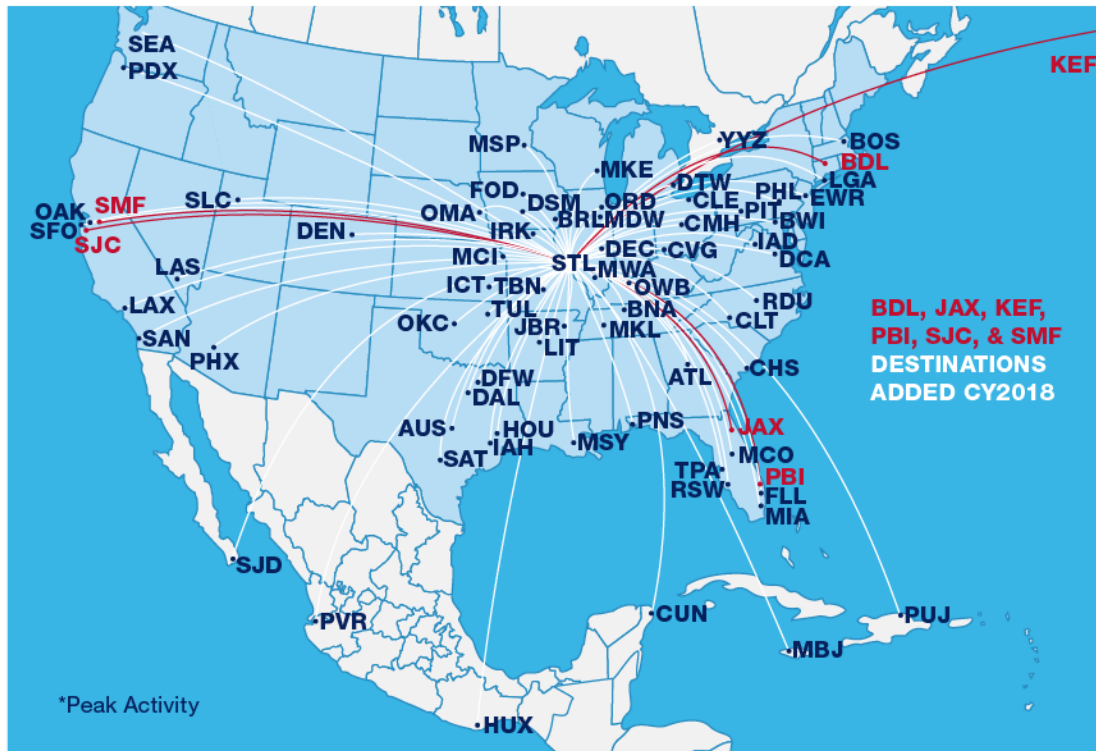 SEA
PDX
KEF
MSP
YYZ
BOS
MKE
BDL
DTW
LGA
FOD
PHL
EWR
SLC
DSM
ORD
CLE
OAK
SMF
OMA
BRL
MDW
PIT
BWI
SFO
SJC
DEN
IRK
CMH
IAD
MCI
STL
DEC
CVG
DCA
LAS
MWA
ICT
TBN
OWB
LAX
TUL
BNA
RDU
OKC
JBR
MKL
CLT
SAN
PHX
LIT
BDL, JAX, KEF,
PBI, SJC, & SMF
DESTINATIONS
ADDED CY2018
ATL
CHS
DFW
DAL
AUS
HOU
PNS
JAX
IAH
MSY
SAT
MCO
TPA
PBI
RSW
FLL
MIA
SJD
PVR
CUN
PUJ
MBJ
*Peak Activity
HUX